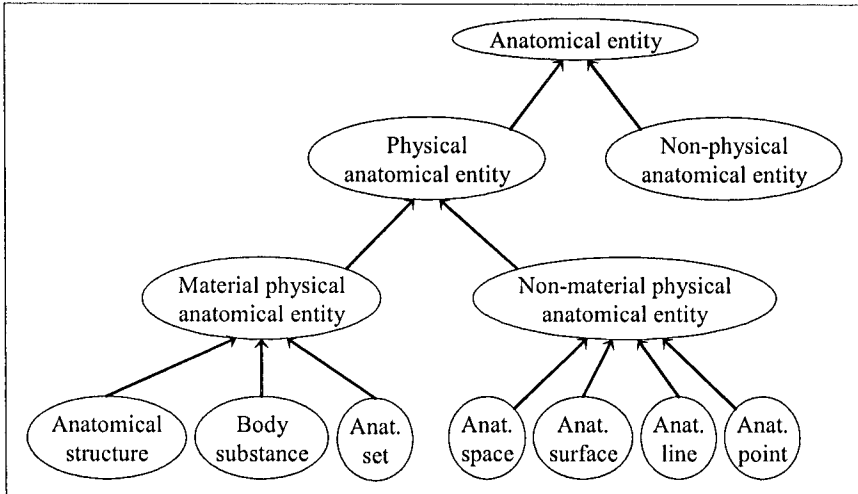 Anatomical entity
Physical
anatomical entity
Non-physical
anatomical entity
Material physical
anatomical entity
Non-material physical
anatomical entity
Anatomical
structure
Body
substance
Anat.
set
Anat.
space
Anat.
surface
Anat.
line
Anat.
point